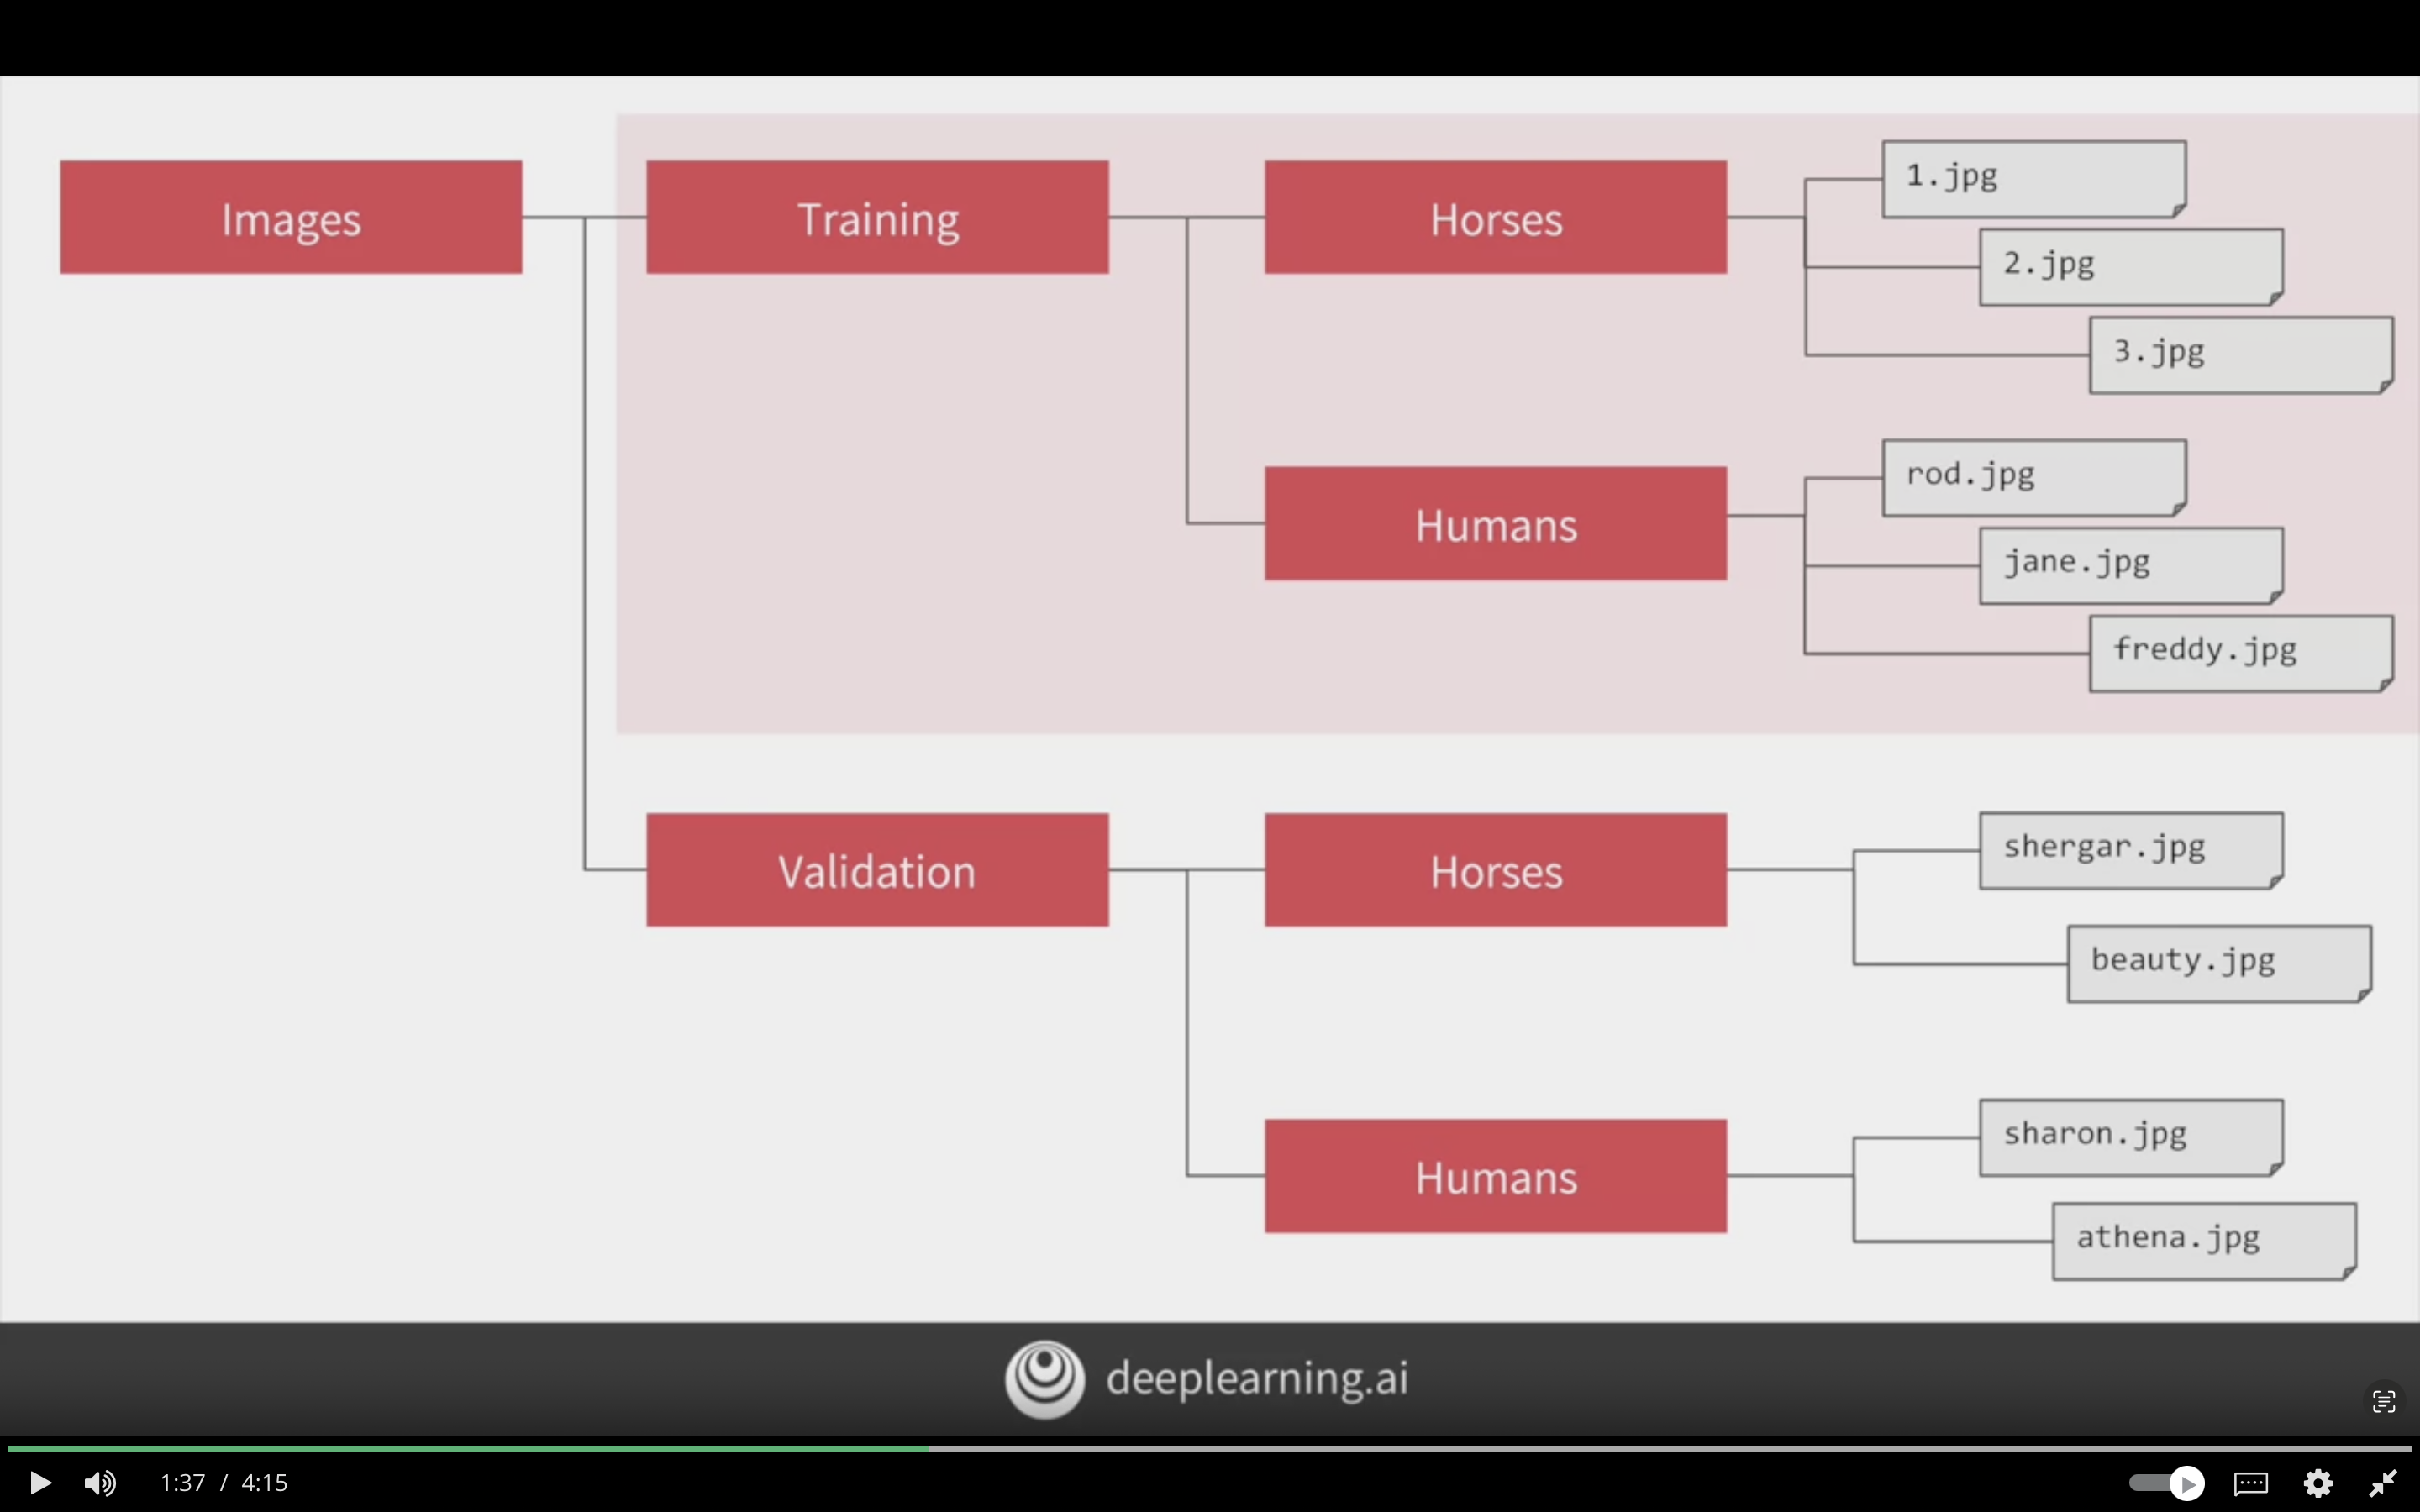 Images
Training
Horses
1.jpg
2.jpg
3.jpg
Humans
rod.jpg
jane.jpg
freddy.jpg
Validation
Horses
shergar.jpg
beauty.jpg
Humans
sharon.jpg
athena.jpg
deeplearning.ai
1:37 / 4:15